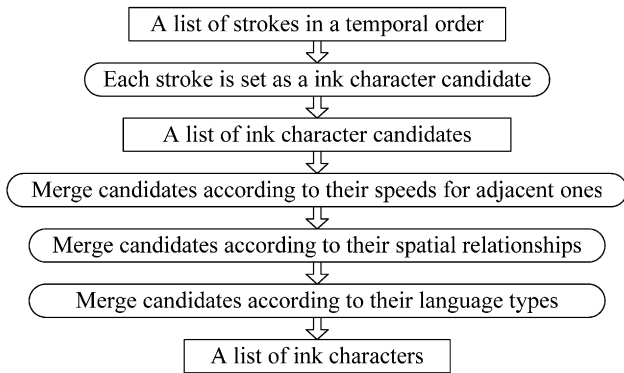 A list of strokes in a temporal order
Each stroke is set as a ink character candidate
A list of ink character candidates
Merge candidates according to their speeds for adjacent ones
Merge candidates according to their spatial relationships
Merge candidates according to their language types
A list of ink characters